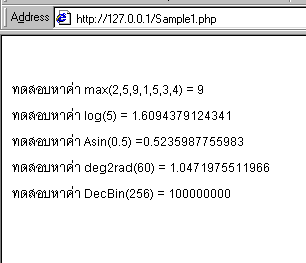 Address http://127.0.0.1/Sample1.php
ทดสอบหาค่า max(2,5,9,1,5,3,4) = 9
ทดสอบหาค่า log(5) = 1.6094379124341
ทดสอบหาค่า Asin(0.5) =0.5235987755983
ทดสอบหาค่า deg2rad(60) = 1.0471975511966
ทดสอบหาค่า DecBin(256) = 100000000